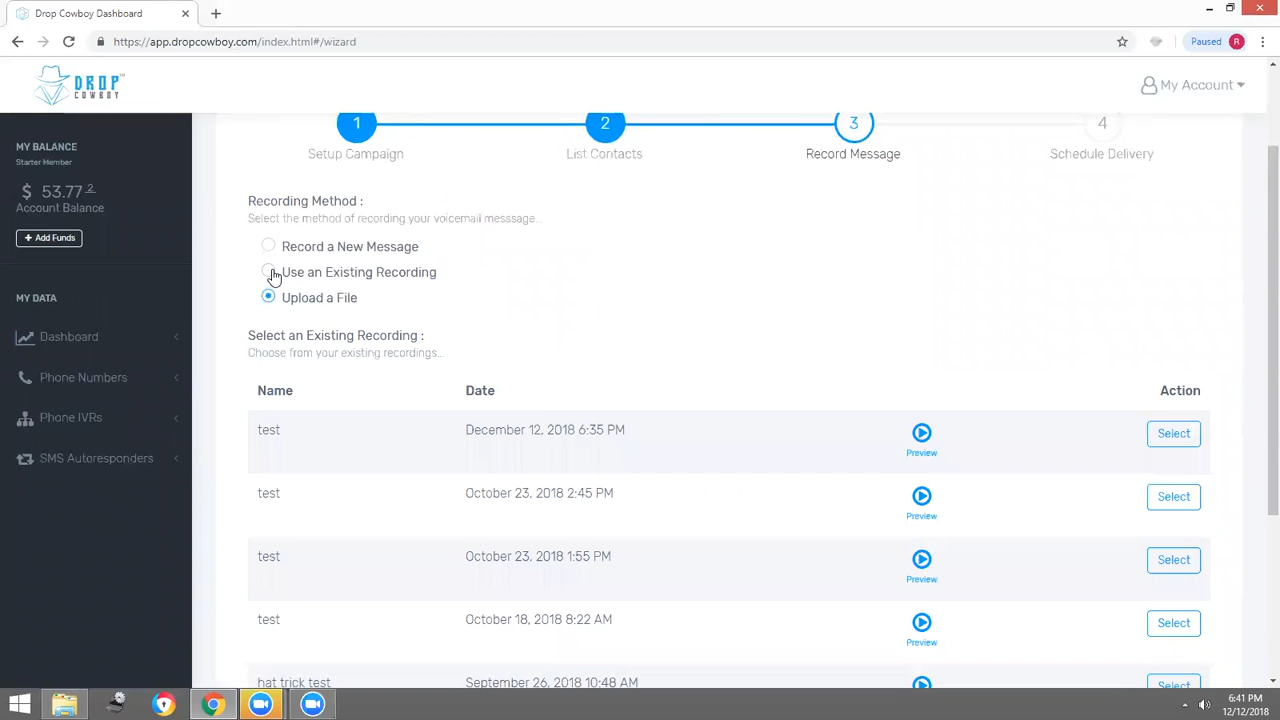 Drop Cowboy Dashboard
https://app.dropcowboy.com/index.html#/wizard
Paused R
DROP COWBOY
My Account
MY BALANCE
Starter Member
$ 53.77 2
Account Balance
+ Add Funds
MY DATA
Dashboard
Phone Numbers
Phone IVRs
SMS Autoresponders
1 2 3 4
Setup Campaign List Contacts Record Message Schedule Delivery
Recording Method :
Select the method of recording your voicemail messsage...
Record a New Message
Use an Existing Recording
Upload a File
Select an Existing Recording :
Choose from your existing recordings...
Name Date Action
test December 12, 2018 6:35 PM Preview Select
test October 23, 2018 2:45 PM Preview Select
test October 23, 2018 1:55 PM Preview Select
test October 18, 2018 8:22 AM Preview Select
hat trick test September 26, 2018 10:48 AM Select
6:41 PM
12/12/2018